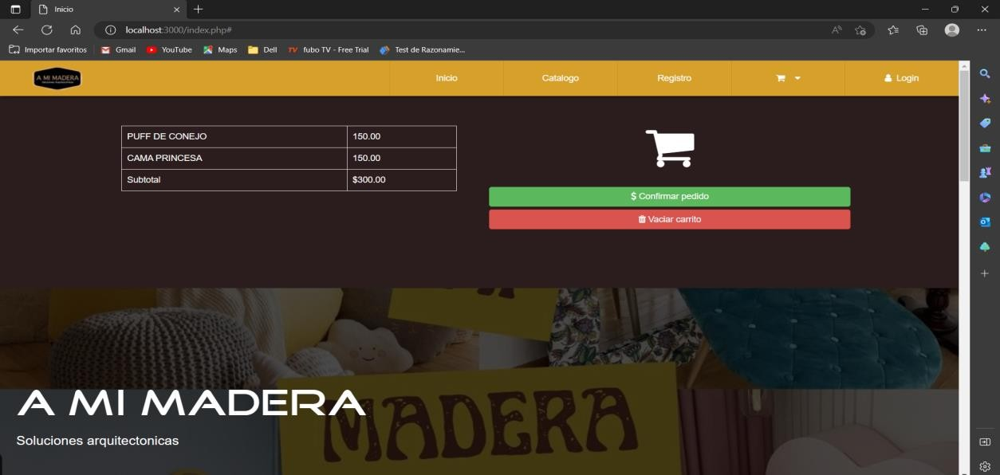 Inicio
localhost:3000/index.php#
Importar favoritos
Gmail
YouTube
Maps
Dell
fubo TV - Free Trial
Test de Razonamie...
A MI MADERA
Inicio
Catalogo
Registro
Login
PUFF DE CONEJO 150.00
CAMA PRINCESA 150.00
Subtotal $300.00
$ Confirmar pedido
Vaciar carrito
MADERA
A MI MADERA
Soluciones arquitectonicas